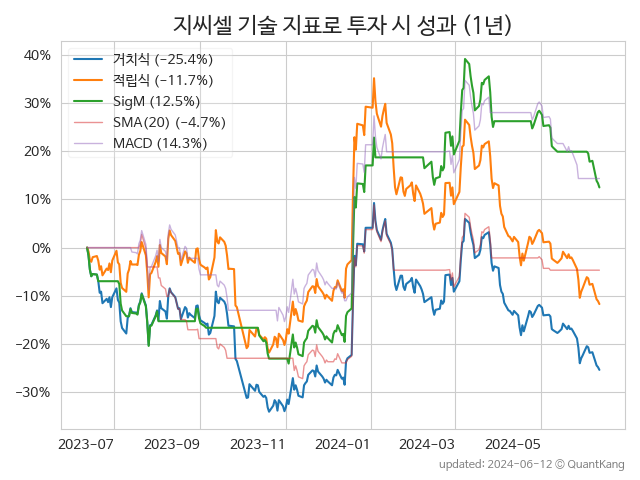 지씨셀 기술 지표로 투자 시 성과 (1년)
거치식 (−25.4%)
적립식 (−11.7%)
SigM (12.5%)
SMA(20) (−4.7%)
MACD (14.3%)
40%
30%
20%
10%
0%
−10%
−20%
−30%
2023-07 2023-09 2023-11 2024-01 2024-03 2024-05
updated: 2024-06-12 ⓒ QuantKang